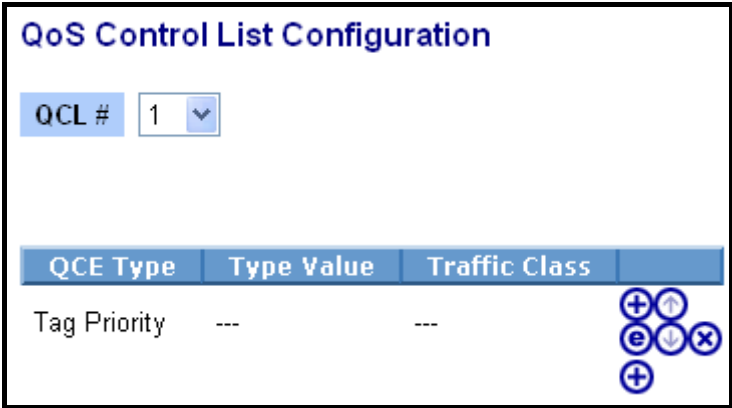 QoS Control List Configuration
QCL # 1
QCE Type Type Value Traffic Class
Tag Priority --- ---
e